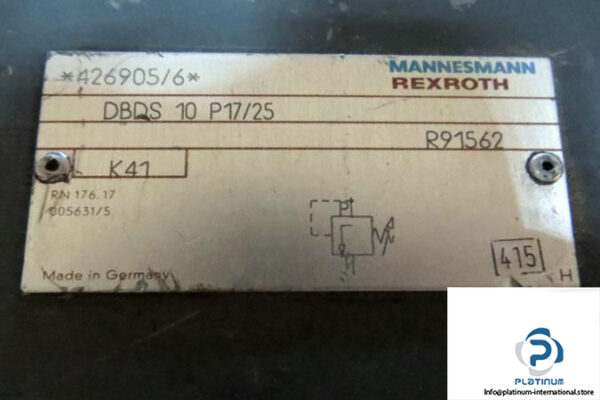 *426905/6*
MANNESMANN
REXROTH
DBDS 10 P17/25
R91562
K41
RN 176.17
005631/5
415
Made in Germany
H
PLATINUM
info@platinum-international.store